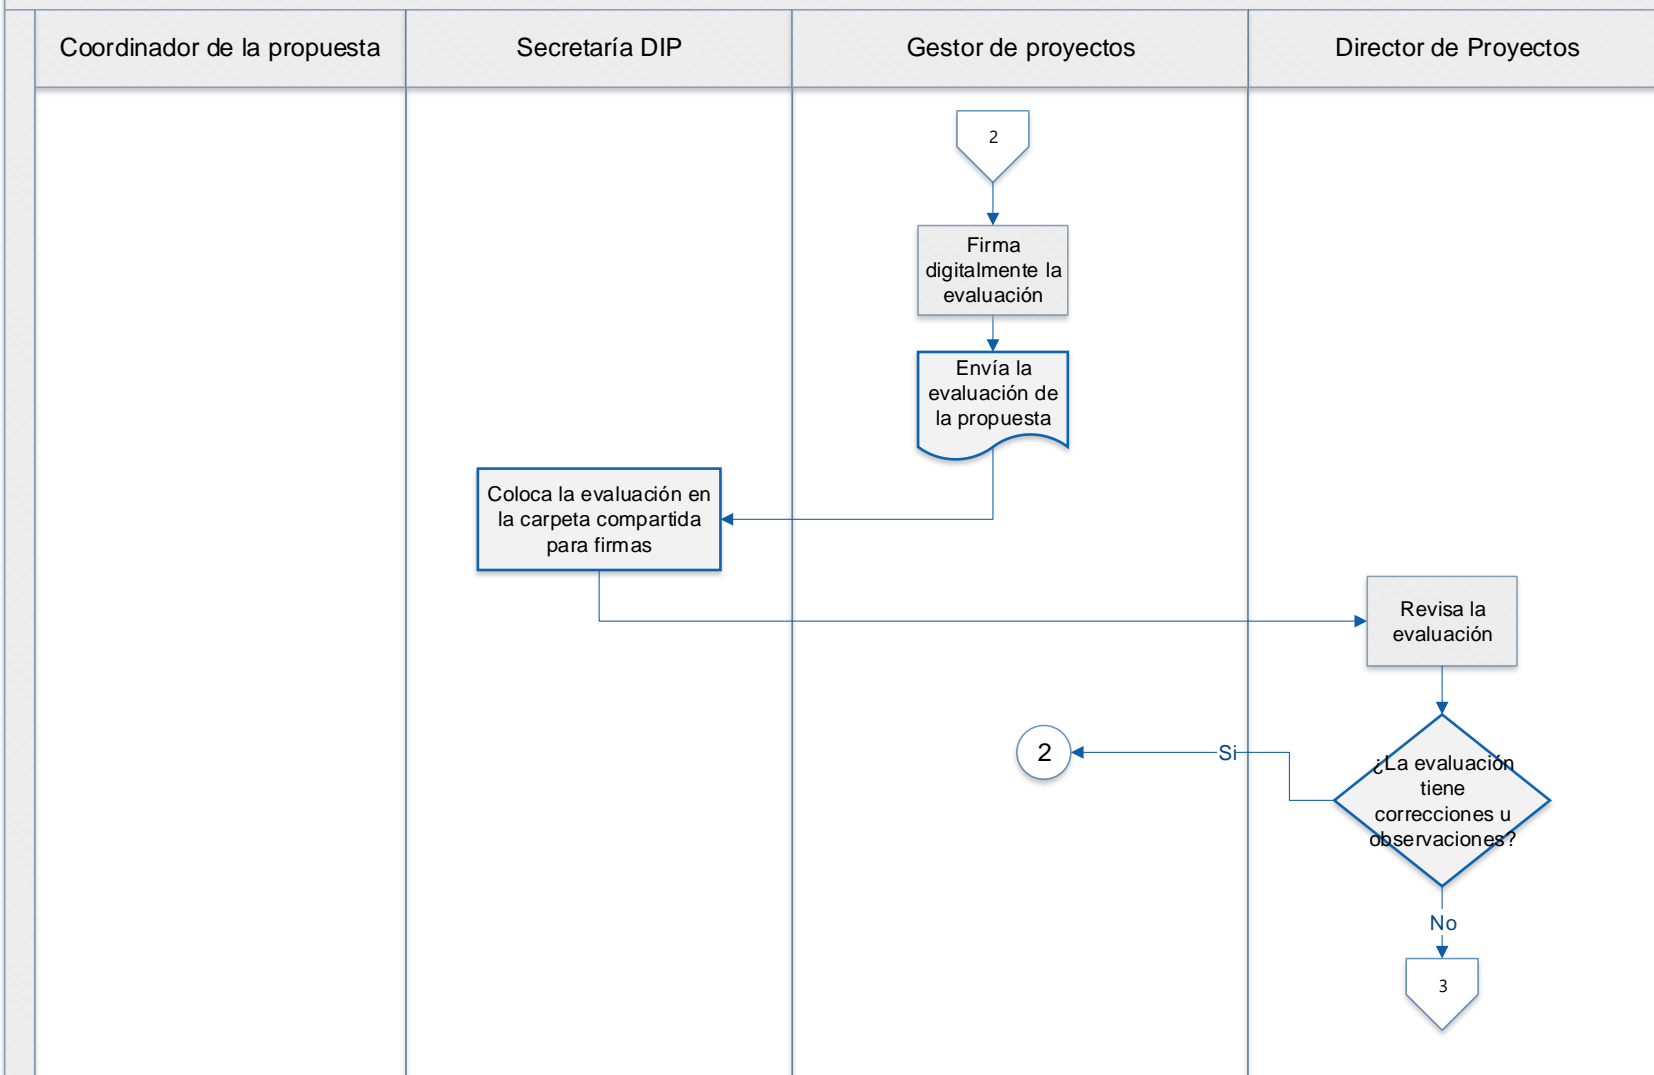 Coordinador de la propuesta
Secretaría DIP
Gestor de proyectos
Director de Proyectos
2
Firma
digitalmente la
evaluación
Envía la
evaluación de
la propuesta
Coloca la evaluación en
la carpeta compartida
para firmas
Revisa la
evaluación
2
Si
¿La evaluación
tiene
correcciones u
observaciones?
No
3